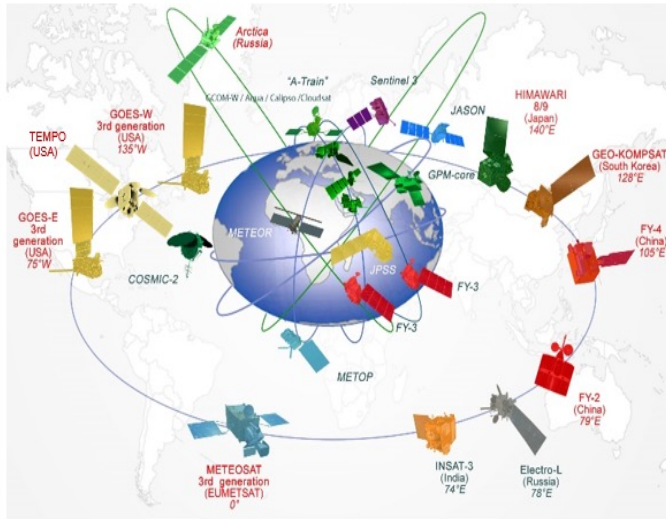 Arctica
(Russia)
"A-Train"
GCOM-W / Aqua / Calipso /Cloudsat
Sentinel 3
JASON
HIMAWARI
8/9
(Japan)
140°E
GOES-W
3rd generation
(USA)
135°W
TEMPO
(USA)
GPM-core
GEO-KOMPSAT
(South Korea)
128°E
GOES-E
3rd
generation
(USA)
75°W
METEOR
COSMIC-2
JPSS
FY-3
FY-3
FY-4
(China)
105°E
METOP
FY-2
(China)
79°E
METEOSAT
3rd generation
(EUMETSAT)
0°
INSAT-3
(India)
74°E
Electro-L
(Russia)
78°E